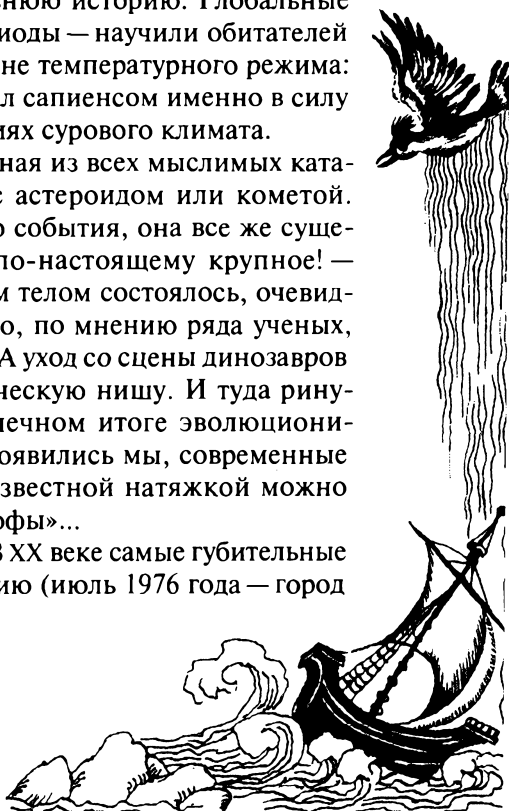 нюю историю. Глобальные
иоды — научили обитателей
не температурного режима:
л сапиенсом именно в силу
иях сурового климата.
ная из всех мыслимых ката-
с астероидом или кометой.
о события, она все же суще-
по-настоящему крупное! —
м телом состоялось, очевид-
о, по мнению ряда ученых,
А уход со сцены динозавров
ческую нишу. И туда рину-
нечном итоге эволюциони-
оявились мы, современные
звестной натяжкой можно
офы»...
В XX веке самые губительные
ию (июль 1976 года — город